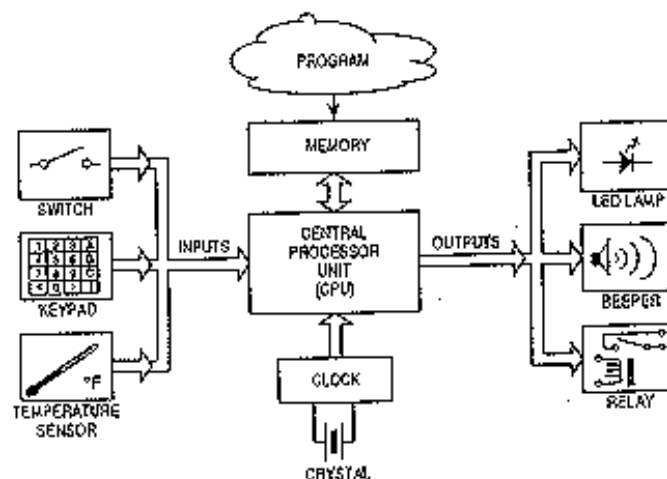 PROGRAM
MEMORY
SWITCH
INPUTS
CENTRAL
PROCESSOR
UNIT
(CPU)
OUTPUTS
LED LAMP
KEYPAD
BEEPER
°F
TEMPERATURE
SENSOR
CLOCK
RELAY
CRYSTAL